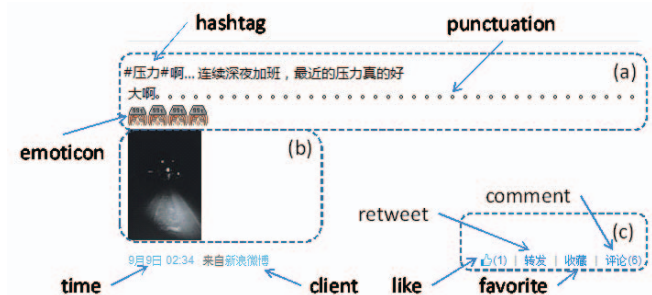 hashtag
punctuation
(a)
#压力#啊... 连续深夜加班，最近的压力真的好
大啊。。。。。。。。。。。。。。。。。。。。。。。。。。。。。。。。。
emoticon
(b)
comment
retweet
(c)
(1) | 转发 | 收藏 | 评论(6)
9月9日 02:34 来自新浪微博
time
client
like
favorite